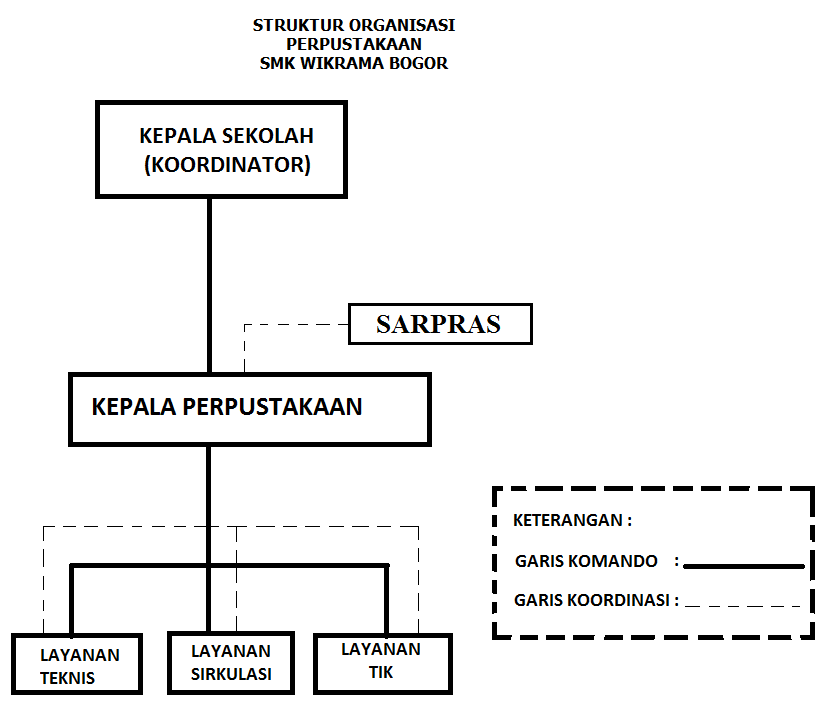 STRUKTUR ORGANISASI
PERPUSTAKAAN
SMK WIKRAMA BOGOR
KEPALA SEKOLAH
(KOORDINATOR)
SARPRAS
KEPALA PERPUSTAKAAN
KETERANGAN :
GARIS KOMANDO :
GARIS KOORDINASI :
LAYANAN
TEKNIS
LAYANAN
SIRKULASI
LAYANAN
TIK